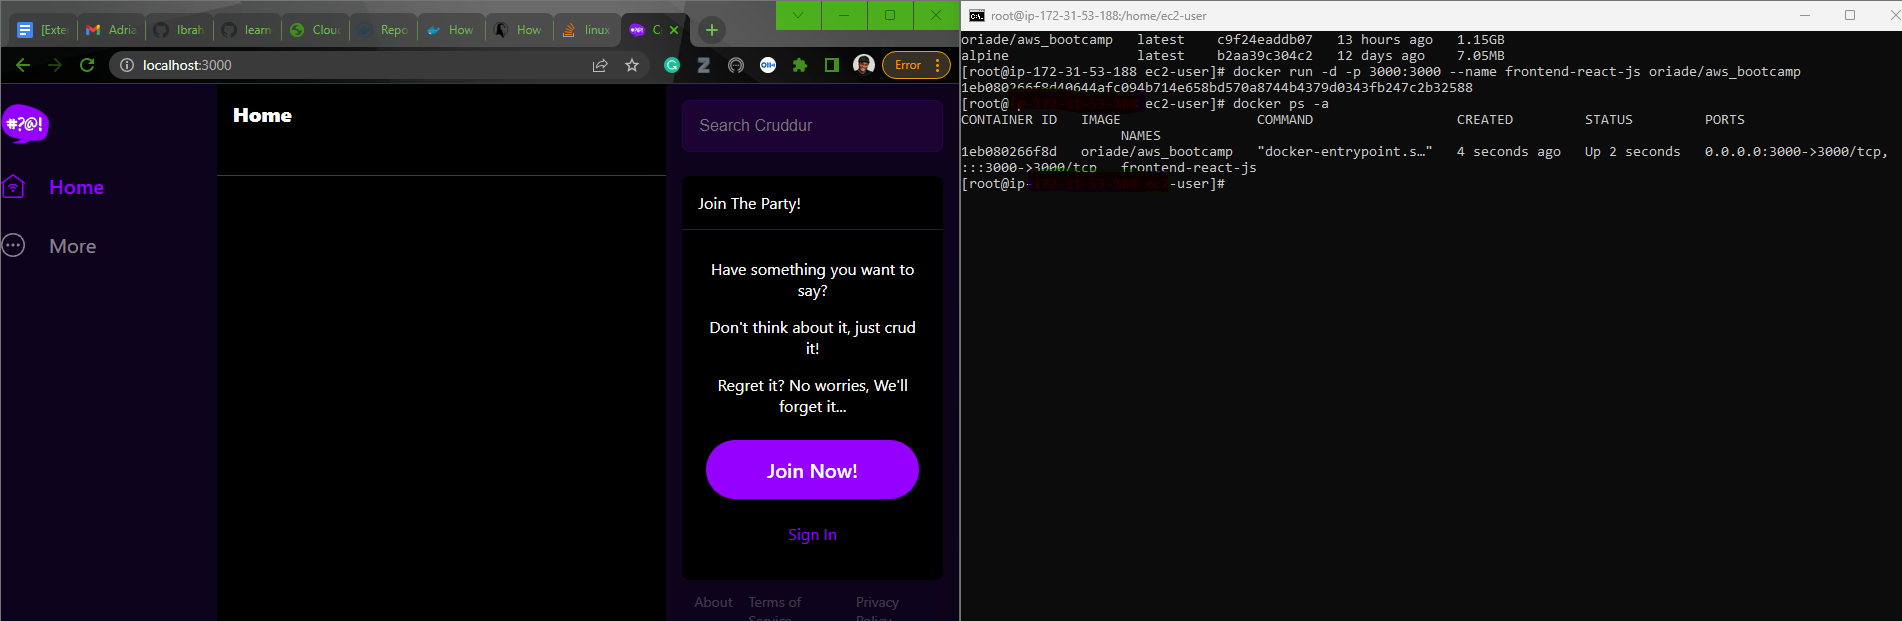 [Exte
Adria
Ibrah
learn
Clou
Repo
How
How
linux
C
localhost:3000
Error
#?@!
Home
More
Home
Search Cruddur
Join The Party!
Have something you want to
say?
Don't think about it, just crud
it!
Regret it? No worries, We'll
forget it...
Join Now!
Sign In
About Terms of Privacy
Service Policy
root@ip-172-31-53-188:/home/ec2-user
oriade/aws_bootcamp latest c9f24eaddb07 13 hours ago 1.15GB
alpine latest b2aa39c304c2 12 days ago 7.05MB
[root@ip-172-31-53-188 ec2-user]# docker run -d -p 3000:3000 --name frontend-react-js oriade/aws_bootcamp
1eb080266f8d40644afc094b714e658bd570a8744b4379d0343fb247c2b32588
[root@ ec2-user]# docker ps -a
CONTAINER ID IMAGE COMMAND CREATED STATUS PORTS
NAMES
1eb080266f8d oriade/aws_bootcamp "docker-entrypoint.s…" 4 seconds ago Up 2 seconds 0.0.0.0:3000->3000/tcp,
:::3000->3000/tcp frontend-react-js
[root@ip- -user]#